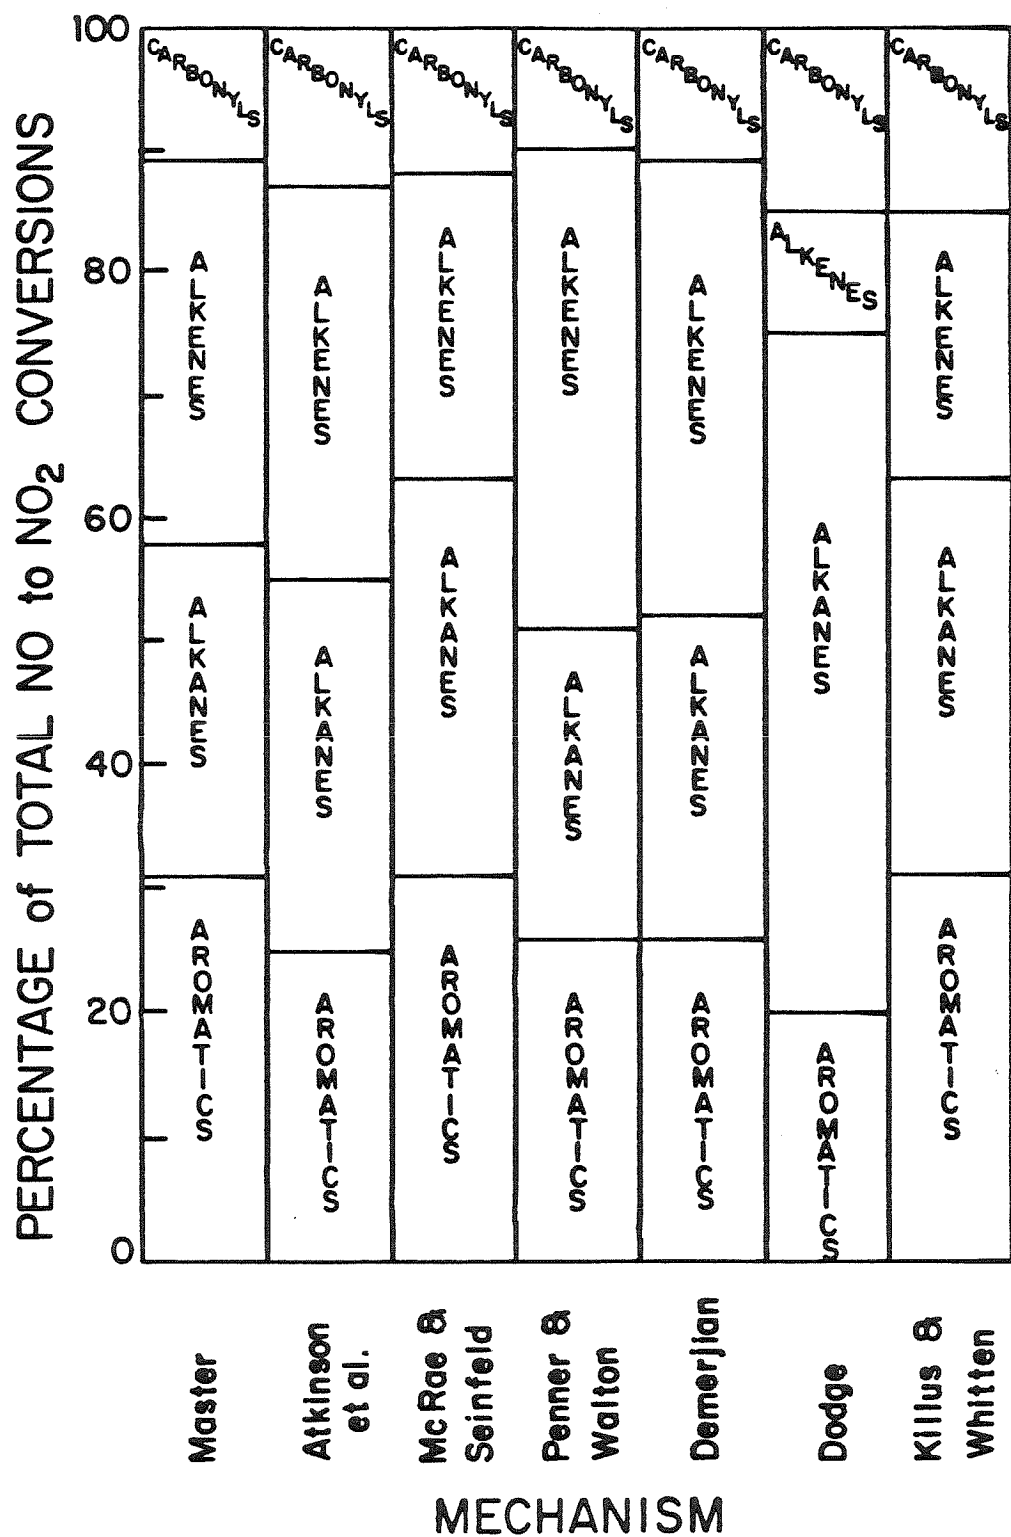 PERCENTAGE of TOTAL NO to NO2 CONVERSIONS
100
80
60
40
20
0
CARBONYLS
ALKENES
ALKANES
AROMATICS
CARBONYLS
ALKENES
ALKANES
AROMATICS
CARBONYLS
ALKENES
ALKANES
AROMATICS
CARBONYLS
ALKENES
ALKANES
AROMATICS
CARBONYLS
ALKENES
ALKANES
AROMATICS
CARBONYLS
ALKENES
ALKANES
AROMATICS
CARBONYLS
ALKENES
ALKANES
AROMATICS
Master
Atkinson
et al.
McRae &
Seinfeld
Penner &
Walton
Demerjian
Dodge
Killus &
Whitten
MECHANISM